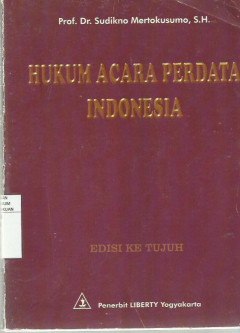 Prof. Dr. Sudikno Mertokusumo, S.H.
HUKUM ACARA PERDATA
INDONESIA
EDISI KE TUJUH
Penerbit LIBERTY Yogyakarta